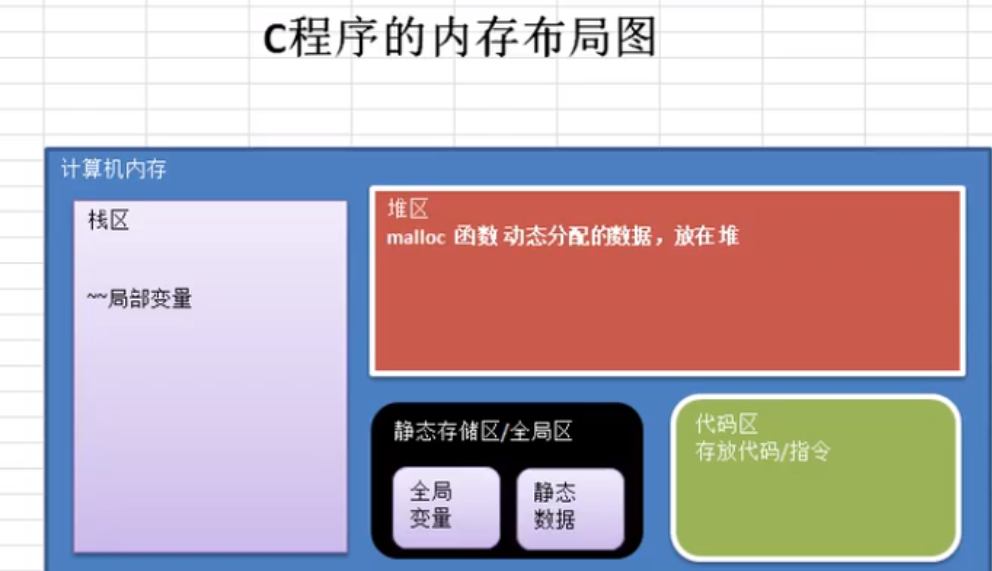 C程序的内存布局图
计算机内存
栈区
~~局部变量
堆区
malloc 函数 动态分配的数据，放在 堆
静态存储区/全局区
全局
变量
静态
数据
代码区
存放代码/指令